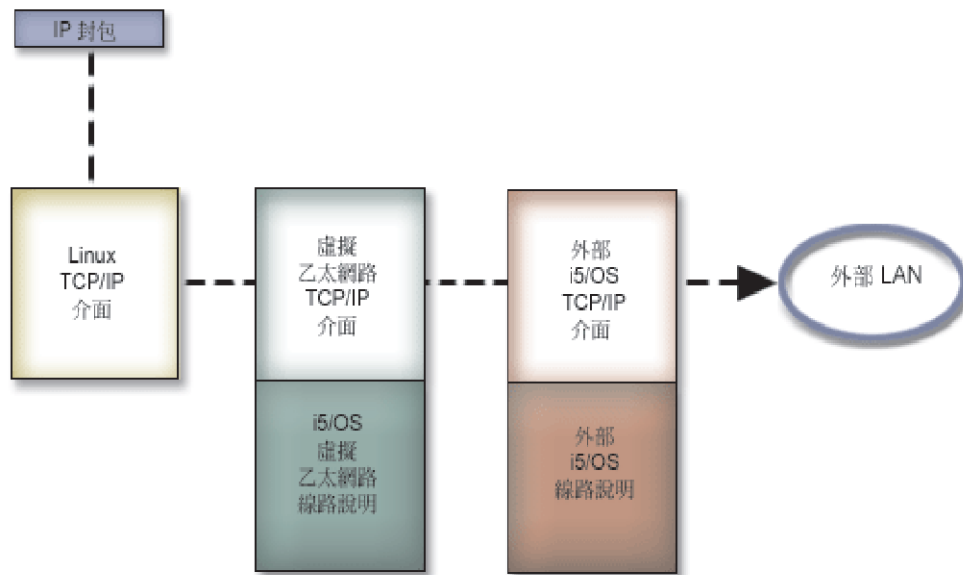 IP 封包
Linux
TCP/IP
介面
虛擬
乙太網路
TCP/IP
介面
i5/OS
虛擬
乙太網路
線路說明
外部
i5/OS
TCP/IP
介面
外部
i5/OS
線路說明
外部 LAN